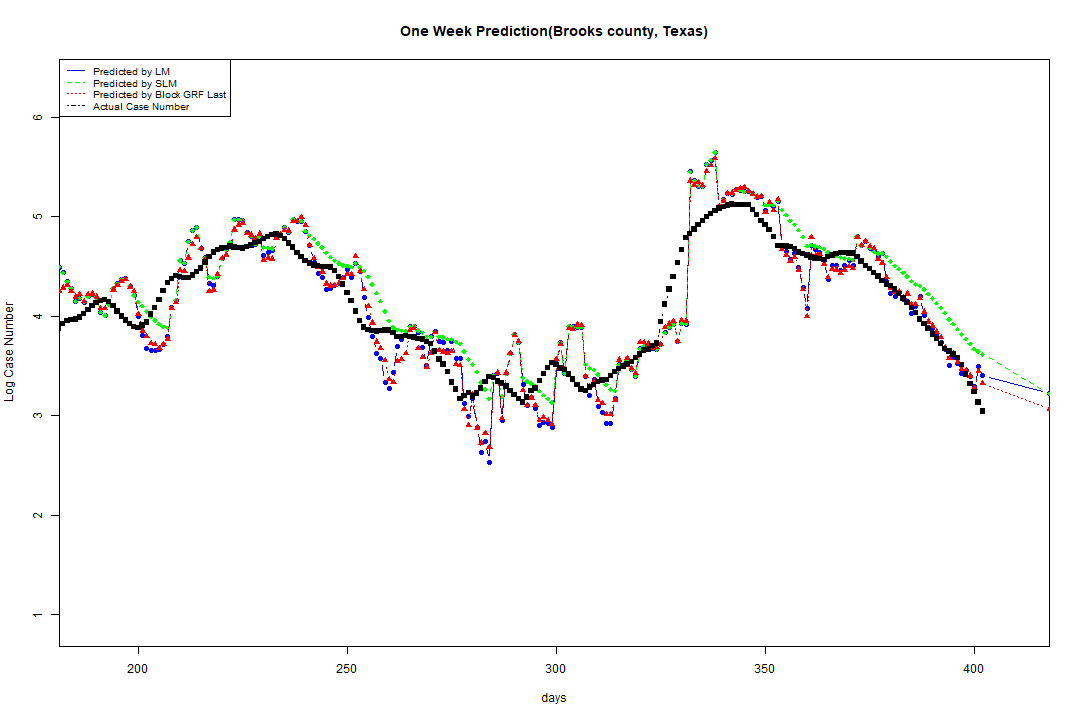 One Week Prediction(Brooks county, Texas)
Predicted by LM
Predicted by SLM
Predicted by Block GRF Last
Actual Case Number
6
5
4
3
2
1
Log Case Number
200 250 300 350 400
days